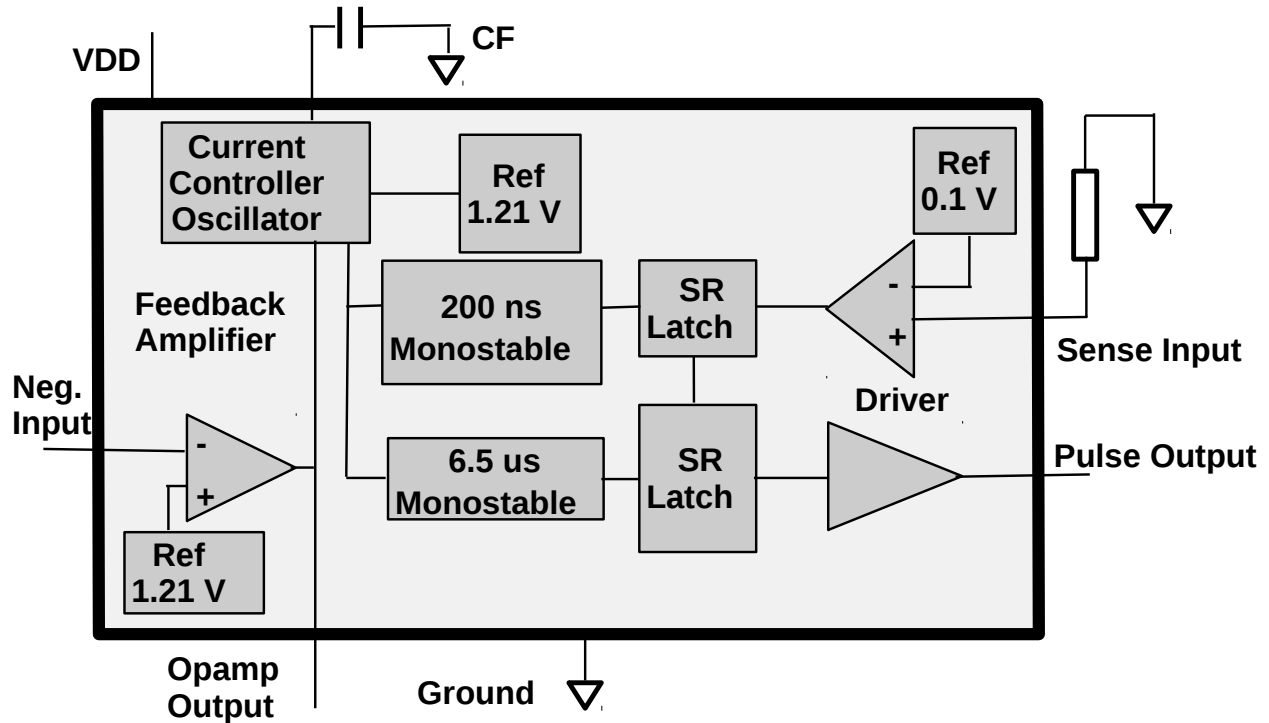 CF
VDD
Current
Controller
Oscillator
Ref
1.21 V
Ref
0.1 V
Feedback
Amplifier
200 ns
Monostable
SR
Latch
-
+
Sense Input
Driver
Neg.
Input
-
+
6.5 us
Monostable
SR
Latch
Pulse Output
Ref
1.21 V
Opamp
Output
Ground